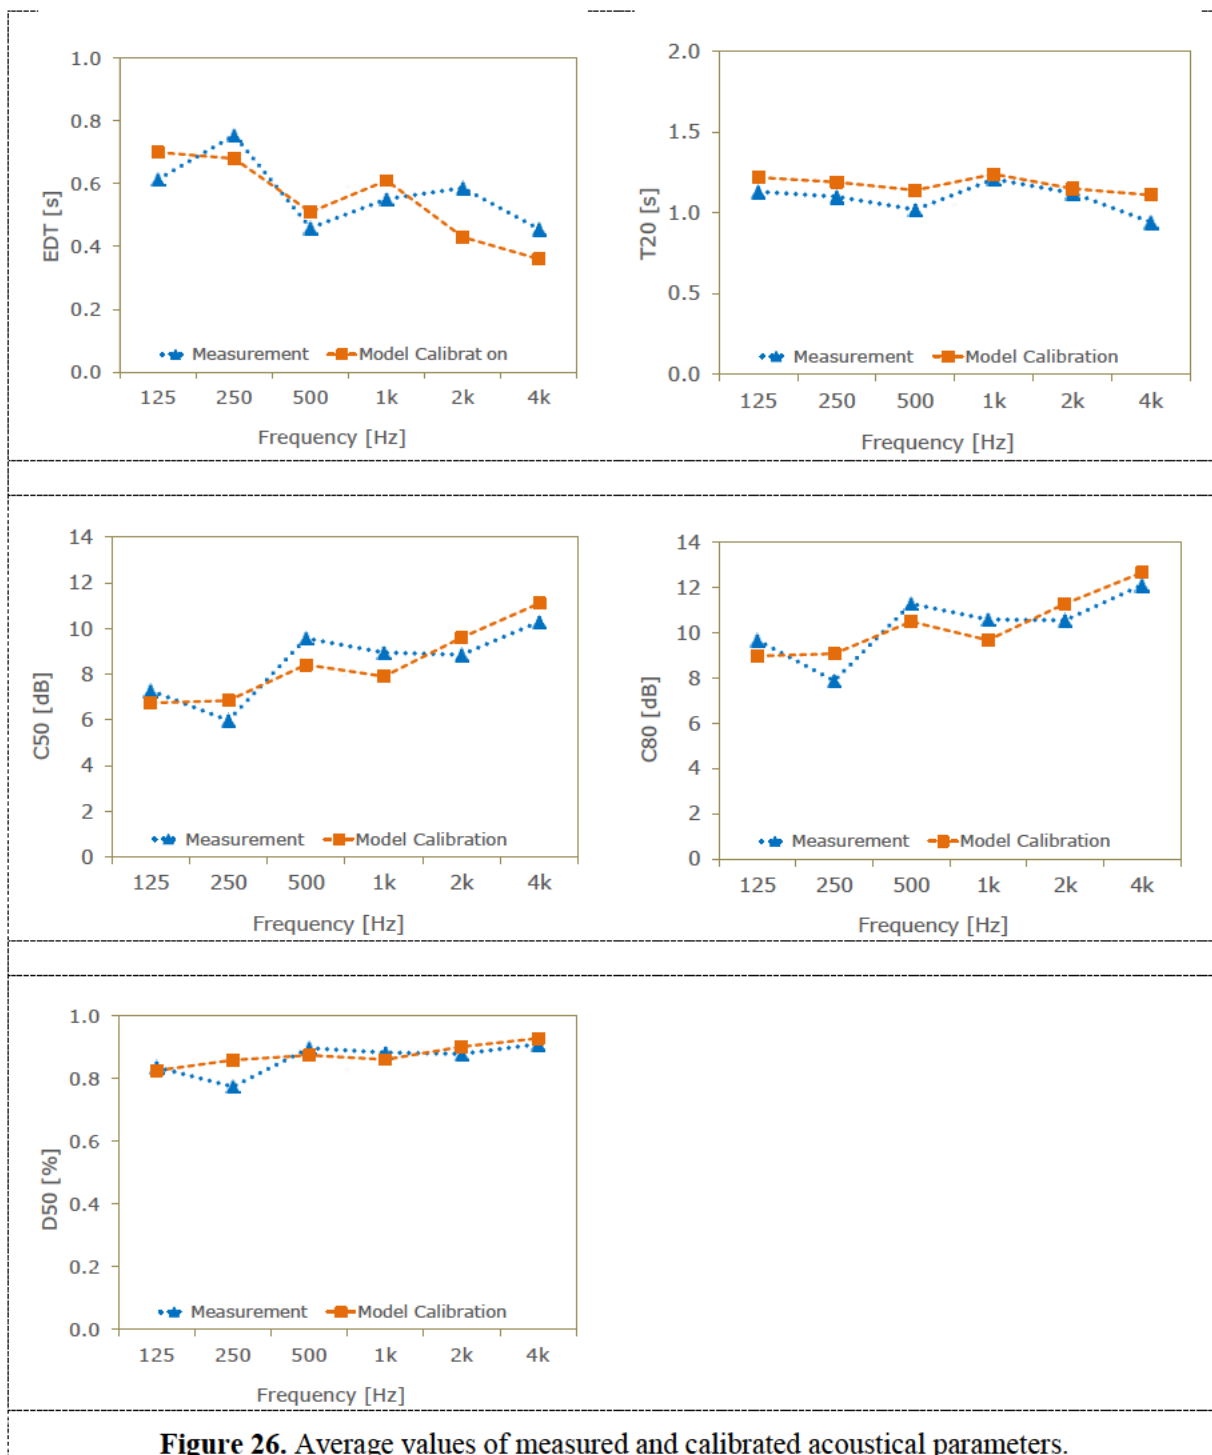 1.0
0.8
0.6
0.4
0.2
0.0
EDT [s]
Measurement Model Calibrat on
125 250 500 1k 2k 4k
Frequency [Hz]
2.0
1.5
1.0
0.5
0.0
T20 [s]
Measurement Model Calibration
125 250 500 1k 2k 4k
Frequency [Hz]
14
12
10
8
6
4
2
0
C50 [dB]
Measurement Model Calibration
125 250 500 1k 2k 4k
Frequency [Hz]
14
12
10
8
6
4
2
0
C80 [dB]
Measurement Model Calibration
125 250 500 1k 2k 4k
Frequency [Hz]
1.0
0.8
0.6
0.4
0.2
0.0
D50 [%]
Measurement Model Calibration
125 250 500 1k 2k 4k
Frequency [Hz]
Figure 26. Average values of measured and calibrated acoustical parameters.